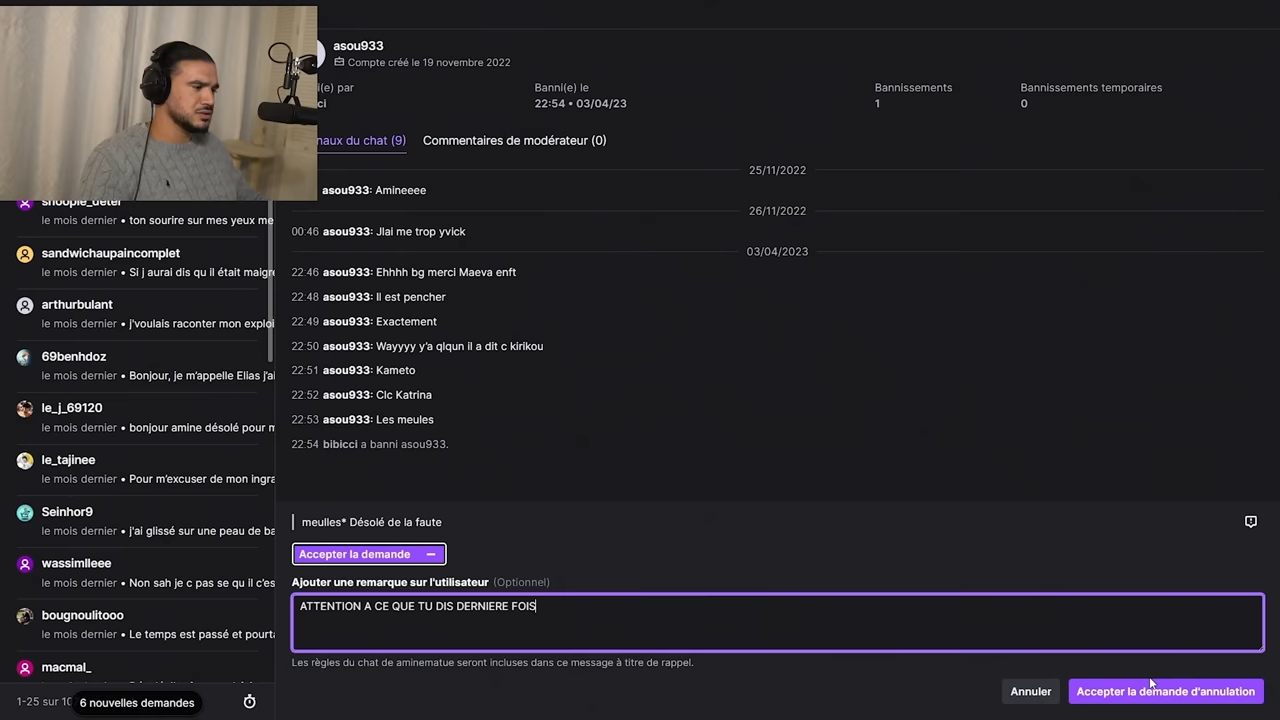 asou933
Compte créé le 19 novembre 2022
Banni(e) le
22:54 • 03/04/23
Bannissements
1
Bannissements temporaires
0
Commentaires de modérateur (0)
25/11/2022
asou933: Amineeee
26/11/2022
00:46 asou933: Jlai me trop yvick
03/04/2023
22:46 asou933: Ehhhh bg merci Maeva enft
22:48 asou933: Il est pencher
22:49 asou933: Exactement
22:50 asou933: Wayyyy y'a qlqun il a dit c kirikou
22:51 asou933: Kameto
22:52 asou933: Clc Katrina
22:53 asou933: Les meules
22:54 bibicci a banni asou933.
le mois dernier • ton sourire sur mes yeux me
sandwichaupaincomplet
le mois dernier • Si j aurai dis qu il était maigre
arthurbulant
le mois dernier • j'voulais raconter mon exploi
69benhdoz
le mois dernier • Bonjour, je m'appelle Elias j'ai
le_j_69120
le mois dernier • bonjour amine désolé pour m
le_tajinee
le mois dernier • Pour m'excuser de mon ingra
Seinhor9
le mois dernier • j'ai glissé sur une peau de ba
wassimlleee
le mois dernier • Non sah je c pas se qu il c'es
bougnoulitooo
le mois dernier • Le temps est passé et pourta
macmal_
1-25 sur 10
6 nouvelles demandes
meulles* Désolé de la faute
Accepter la demande
Ajouter une remarque sur l'utilisateur (Optionnel)
ATTENTION A CE QUE TU DIS DERNIERE FOIS
Les règles du chat de aminematue seront incluses dans ce message à titre de rappel.
Annuler
Accepter la demande d'annulation